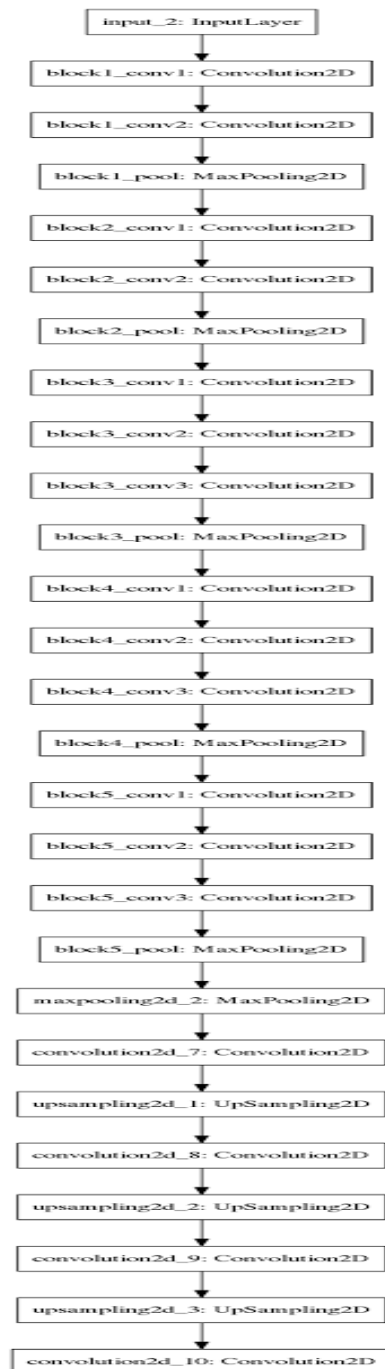 input_2: InputLayer
block1_conv1: Convolution2D
block1_conv2: Convolution2D
block1_pool: MaxPooling2D
block2_conv1: Convolution2D
block2_conv2: Convolution2D
block2_pool: MaxPooling2D
block3_conv1: Convolution2D
block3_conv2: Convolution2D
block3_conv3: Convolution2D
block3_pool: MaxPooling2D
block4_conv1: Convolution2D
block4_conv2: Convolution2D
block4_conv3: Convolution2D
block4_pool: MaxPooling2D
block5_conv1: Convolution2D
block5_conv2: Convolution2D
block5_conv3: Convolution2D
block5_pool: MaxPooling2D
maxpooling2d_2: MaxPooling2D
convolution2d_7: Convolution2D
upsampling2d_1: UpSampling2D
convolution2d_8: Convolution2D
upsampling2d_2: UpSampling2D
convolution2d_9: Convolution2D
upsampling2d_3: UpSampling2D
convolution2d_10: Convolution2D